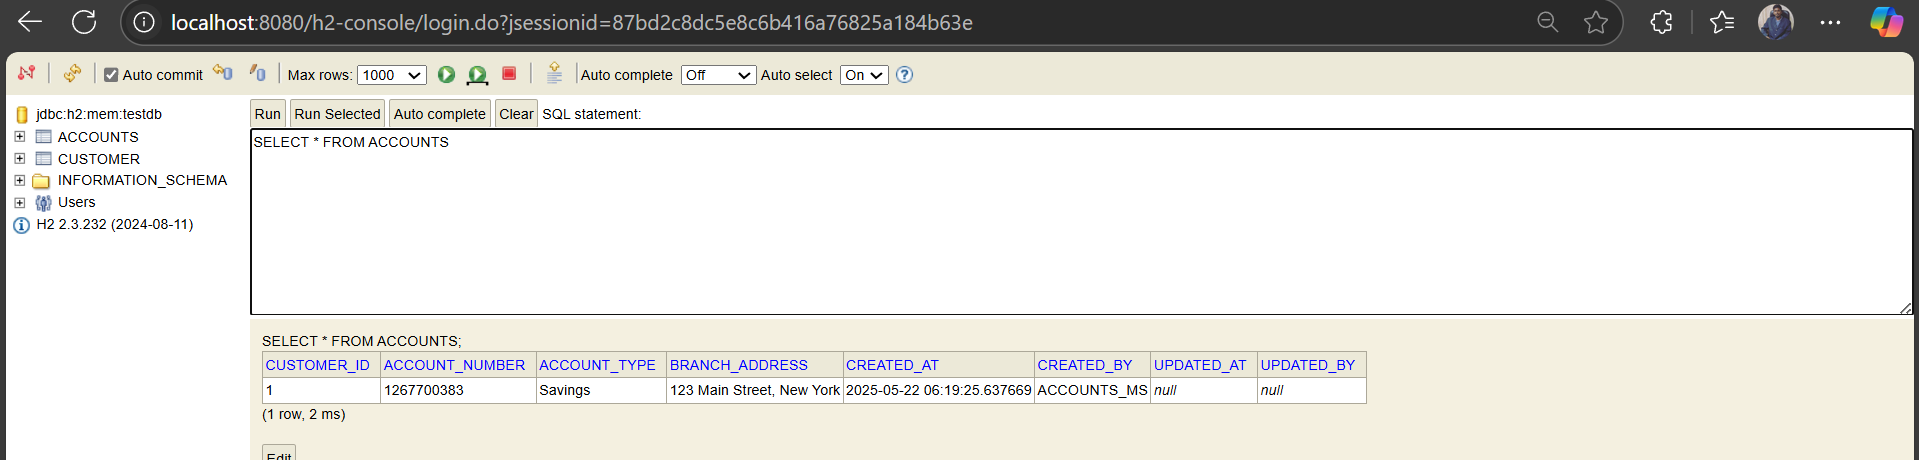 localhost:8080/h2-console/login.do?jsessionid=87bd2c8dc5e8c6b416a76825a184b63e
Auto commit Max rows: 1000 Auto complete Off Auto select On
jdbc:h2:mem:testdb
ACCOUNTS
CUSTOMER
INFORMATION_SCHEMA
Users
H2 2.3.232 (2024-08-11)
Run Run Selected Auto complete Clear SQL statement:
SELECT * FROM ACCOUNTS
SELECT * FROM ACCOUNTS;
CUSTOMER_ID ACCOUNT_NUMBER ACCOUNT_TYPE BRANCH_ADDRESS CREATED_AT CREATED_BY UPDATED_AT UPDATED_BY
1 1267700383 Savings 123 Main Street, New York 2025-05-22 06:19:25.637669 ACCOUNTS_MS null null
(1 row, 2 ms)
Edit